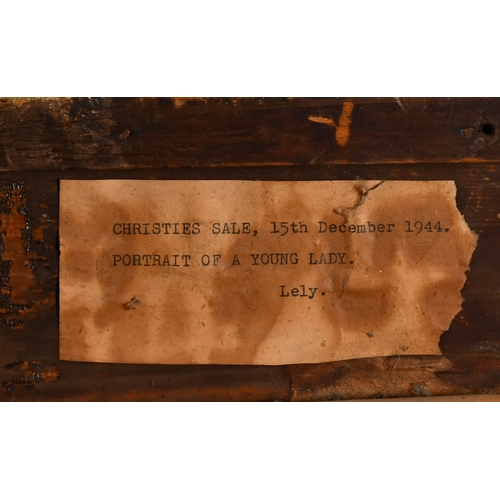 CHRISTIES SALE, 15th December 1944.
PORTRAIT OF A YOUNG LADY.
Lely.